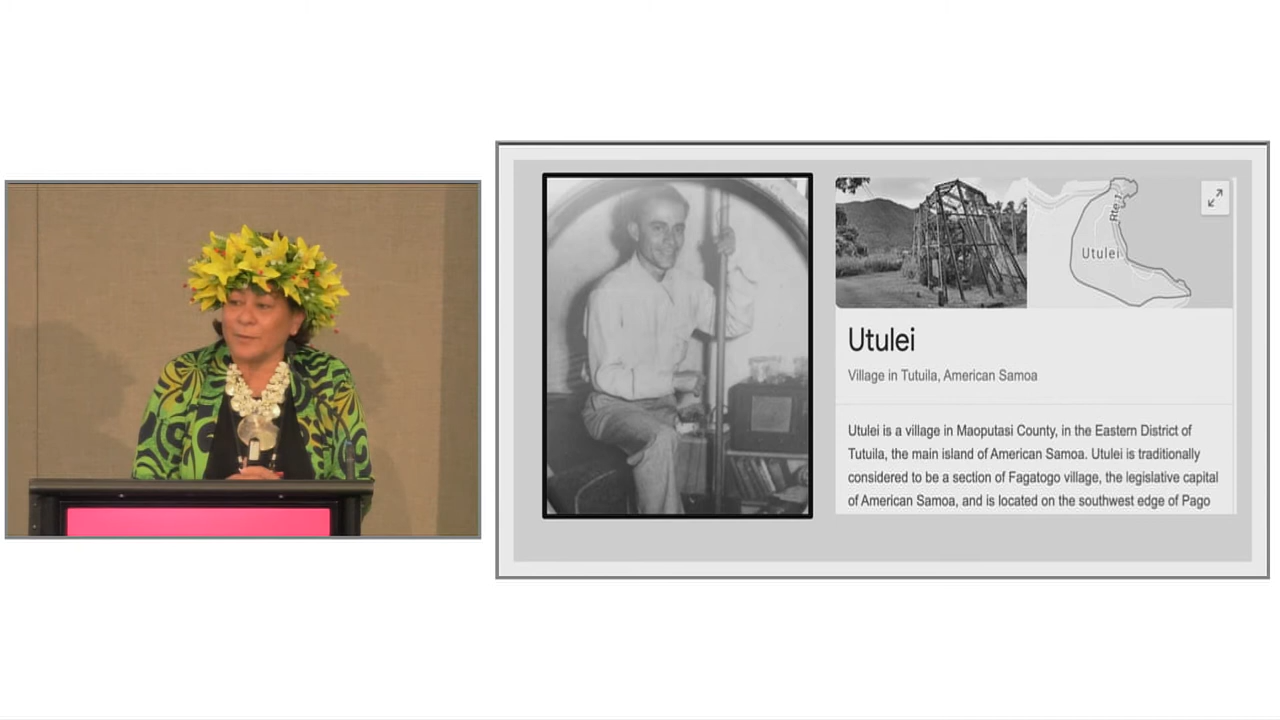 Rte 1
Utulei
Utulei
Village in Tutuila, American Samoa
Utulei is a village in Maoputasi County, in the Eastern District of
Tutuila, the main island of American Samoa. Utulei is traditionally
considered to be a section of Fagatogo village, the legislative capital
of American Samoa, and is located on the southwest edge of Pago